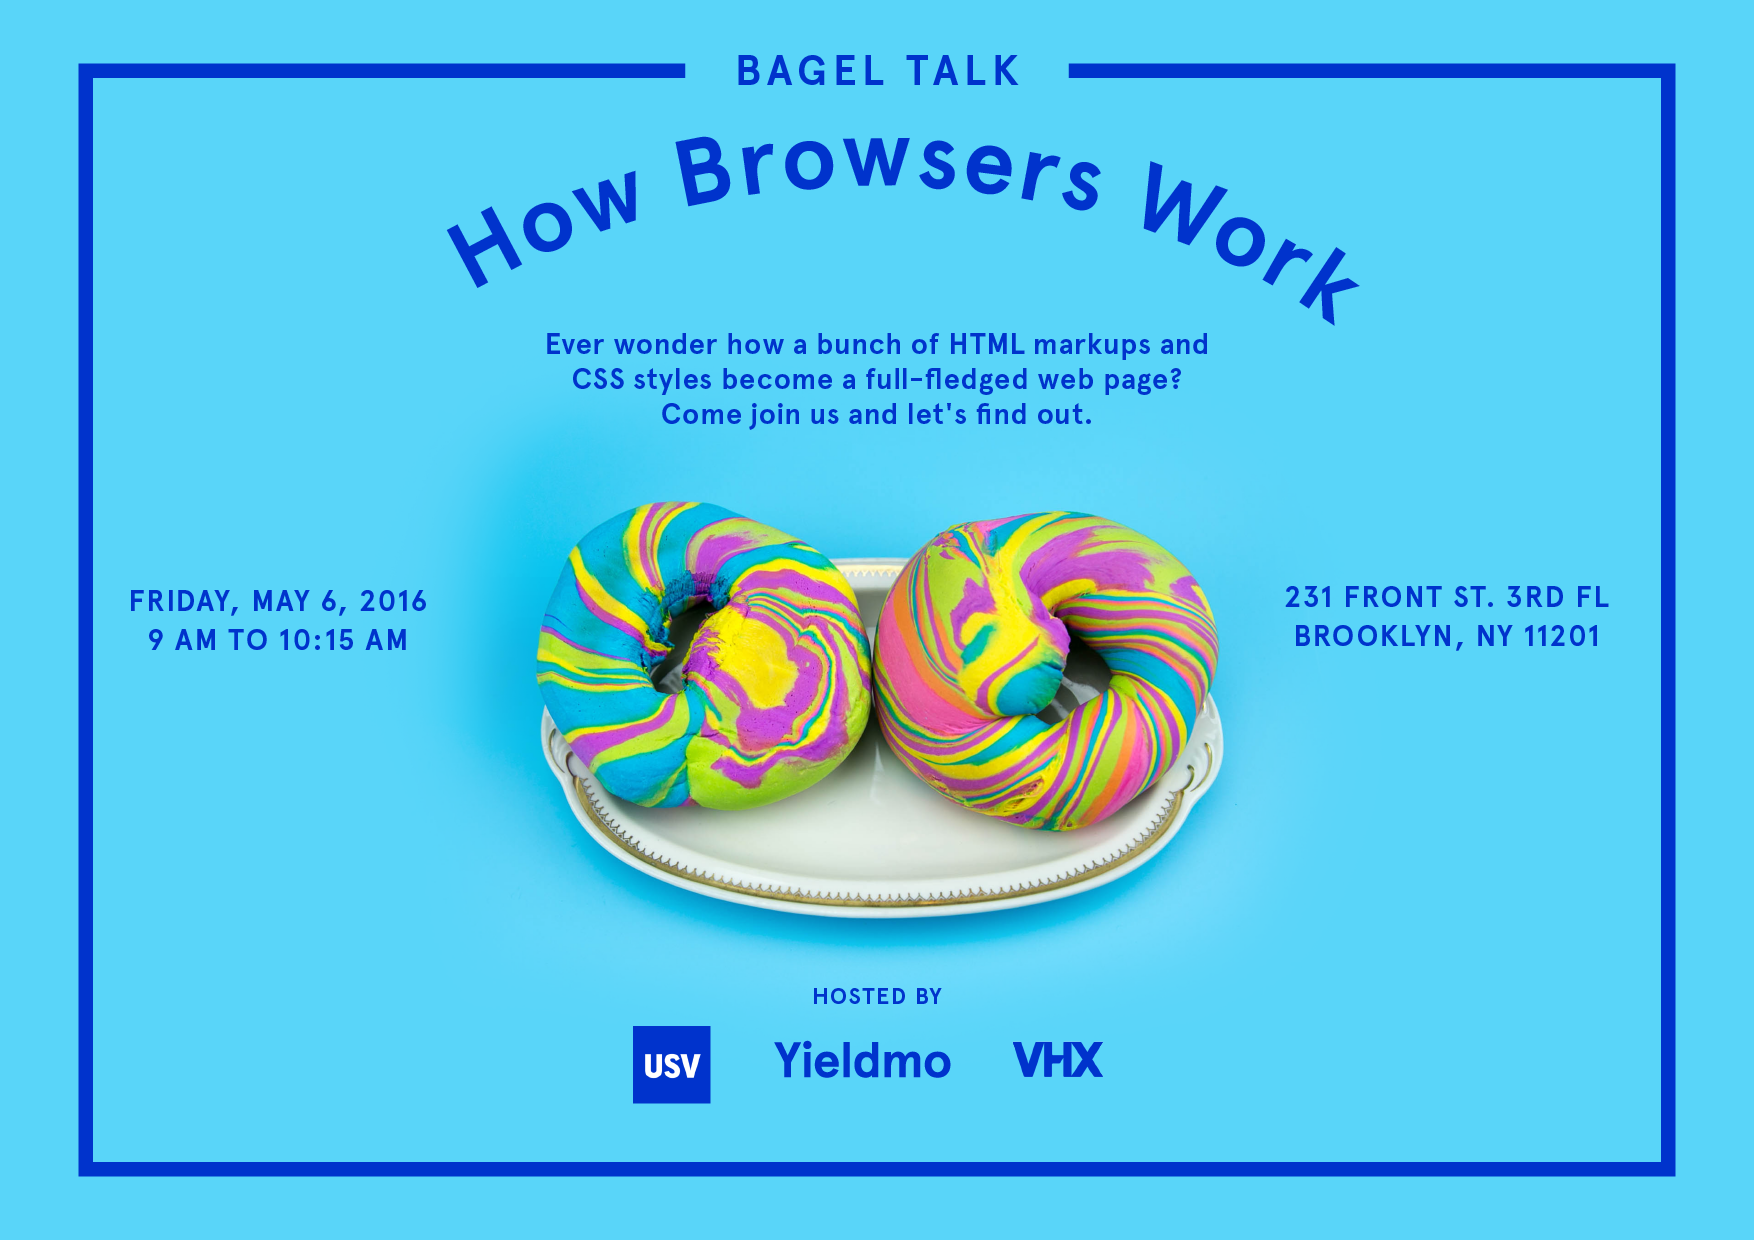 BAGEL TALK
How Browsers Work
Ever wonder how a bunch of HTML markups and
CSS styles become a full-fledged web page?
Come join us and let's find out.
FRIDAY, MAY 6, 2016
9 AM TO 10:15 AM
231 FRONT ST. 3RD FL
BROOKLYN, NY 11201
HOSTED BY
USV
Yieldmo
VHX